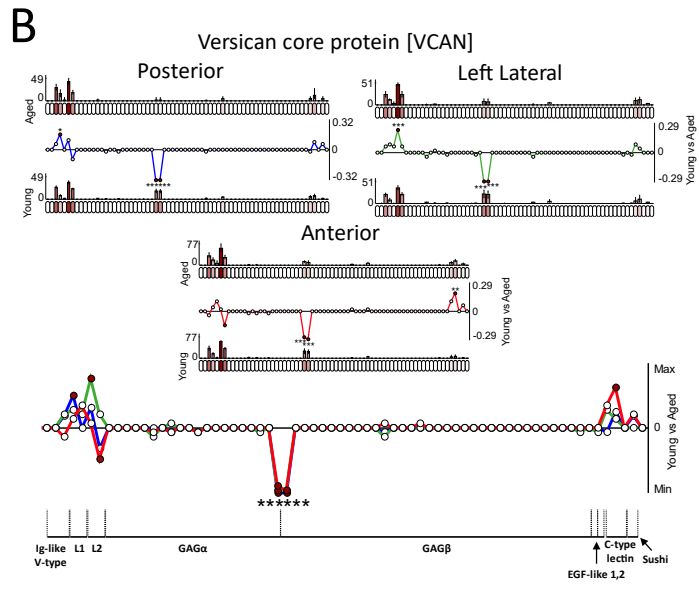 B
Versican core protein [VCAN]
Posterior
Left Lateral
49
0
Aged
*
0.32
0
-0.32
******
49
0
Young
51
0
***
0.29
0
-0.29
Young vs Aged
*** ***
51
0
Anterior
77
0
Aged
**
0.29
0
-0.29
Young vs Aged
*** ***
77
0
Young
Max
0
Min
Young vs Aged
******
Ig-like
V-type
L1
L2
GAGα
GAGβ
C-type
lectin
Sushi
EGF-like 1,2